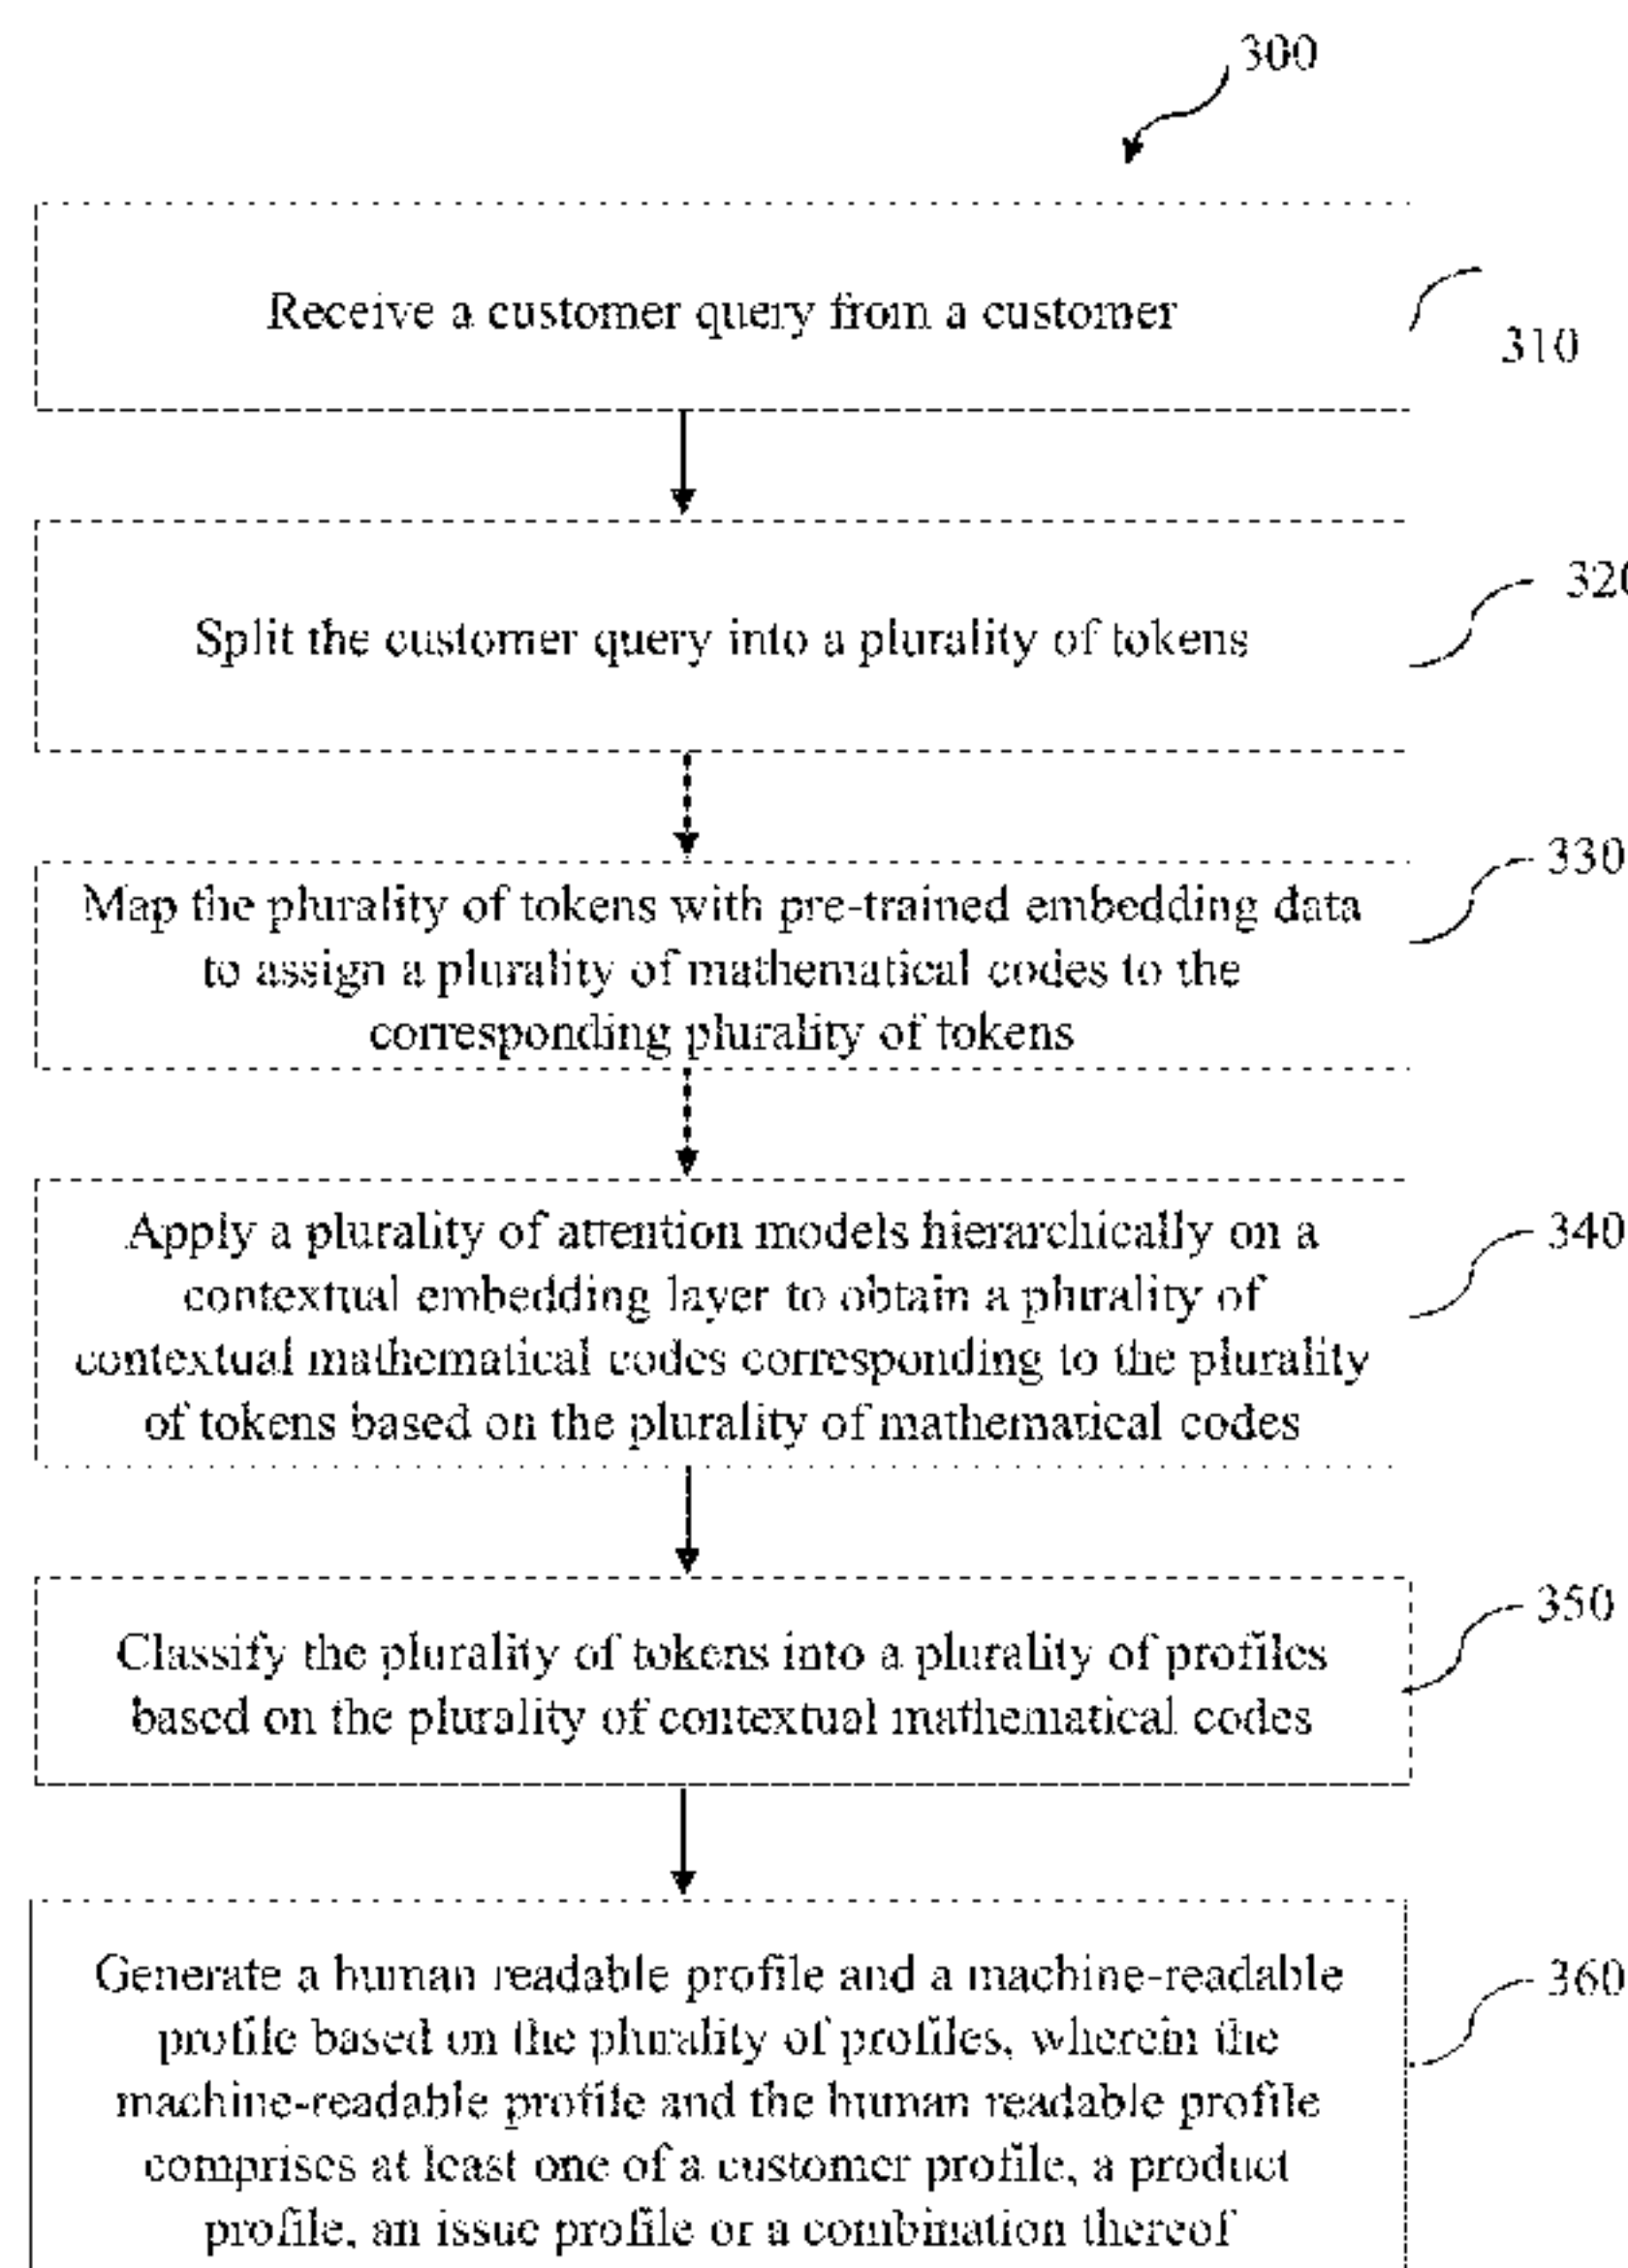 300
Receive a customer query from a customer
310
Split the customer query into a plurality of tokens
320
Map the plurality of tokens with pre-trained embedding data
to assign a plurality of mathematical codes to the
corresponding plurality of tokens
330
Apply a plurality of attention models hierarchically on a
contextual embedding layer to obtain a plurality of
contextual mathematical codes corresponding to the plurality
of tokens based on the plurality of mathematical codes
340
Classify the plurality of tokens into a plurality of profiles
based on the plurality of contextual mathematical codes
350
Generate a human readable profile and a machine-readable
profile based on the plurality of profiles, wherein the
machine-readable profile and the human readable profile
comprises at least one of a customer profile, a product
profile, an issue profile or a combination thereof
360